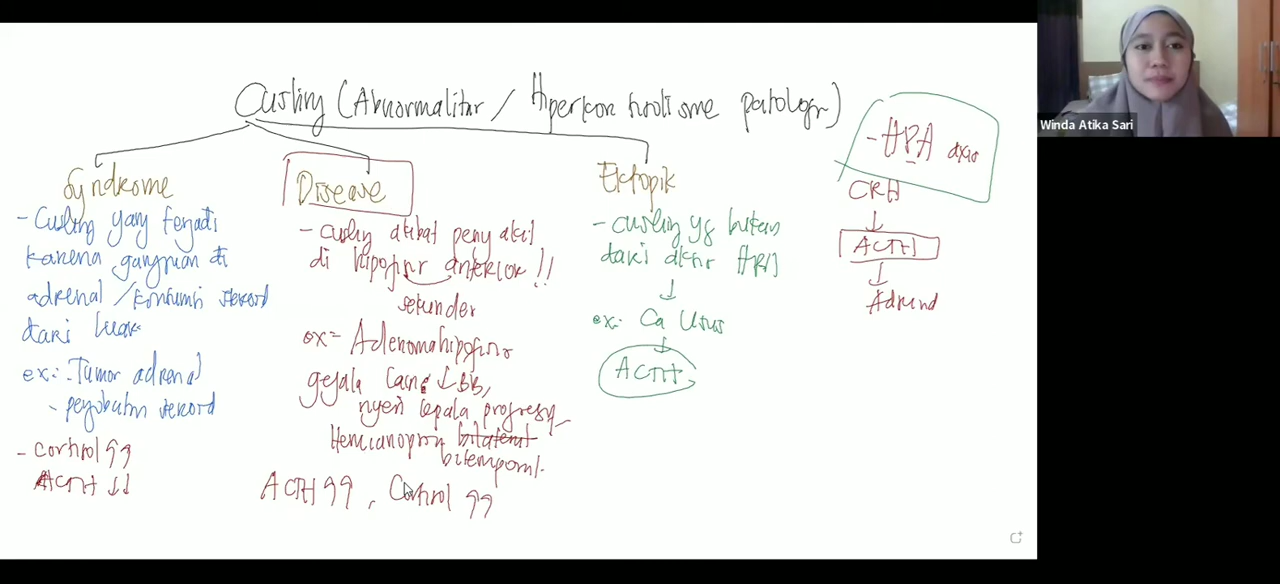 Cushing (Abnormalitas / Hiperkortisolisme patologis)
Syndrome
- Cushing yang terjadi
karena gangguan di
adrenal / konsumsi steroid
dari luar
ex: - Tumor adrenal
- pengobatan steroid
- Cortisol ↑↑
ACTH ↓↓
Disease
- Cushing akibat penyakit
di hipofisis anterior!!
sekunder
ex = Adenoma hipofisis
gejala ↓BB,
nyeri kepala progresif
Hemianopsia bilateral
bitemporal.
ACTH ↑↑, Cortisol ↑↑
Ektopik
- cushing yg bukan
dari aksis HPA
↓
ex: Ca Usus
↓
ACTH
- HPA axis
CRH
↓
ACTH
↓
Adrenal
Winda Atika Sari